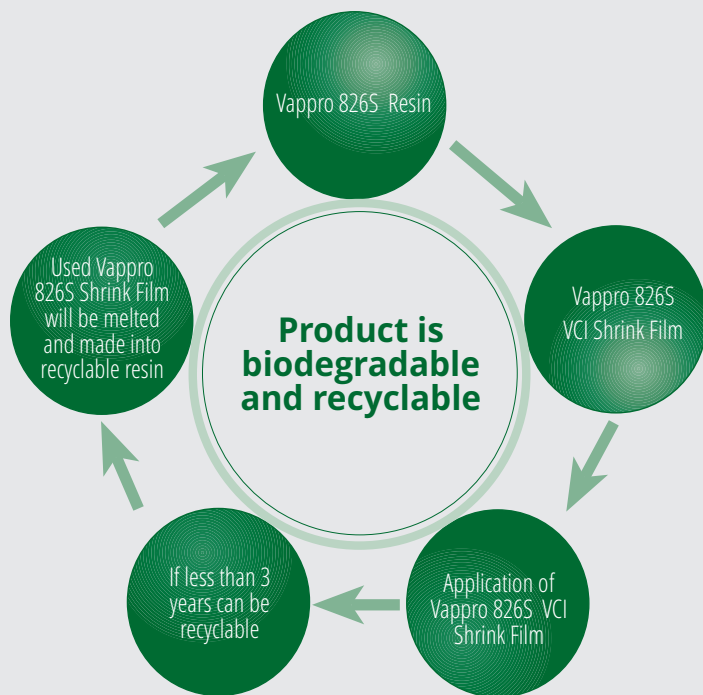 Vappro 826S Resin
Vappro 826S
VCI Shrink Film
Application of
Vappro 826S VCI
Shrink Film
If less than 3
years can be
recyclable
Used Vappro
826S Shrink Film
will be melted
and made into
recyclable resin
Product is
biodegradable
and recyclable